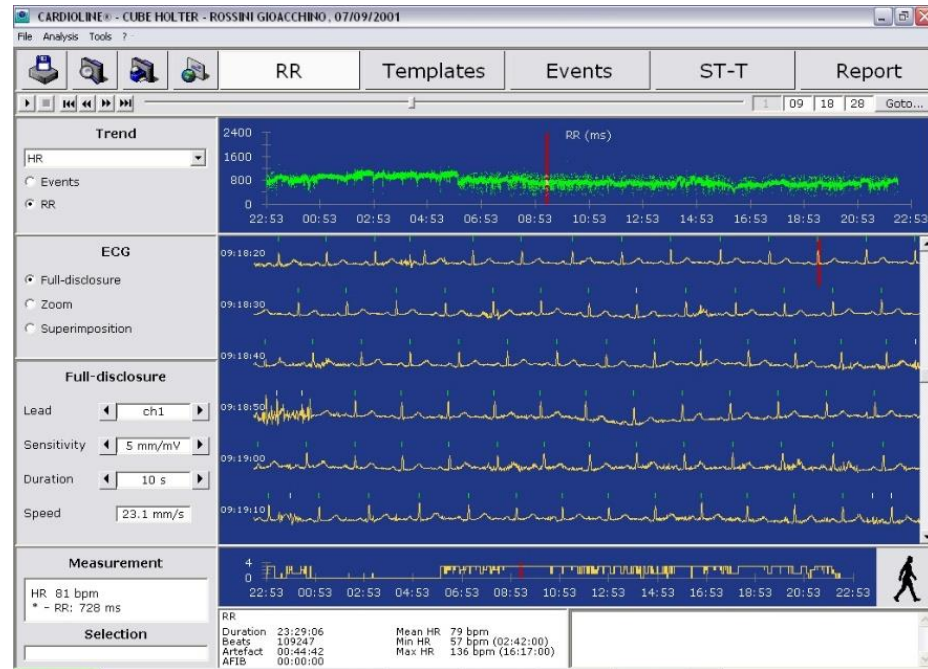 CARDIOLINE® - CUBE HOLTER - ROSSINI GIOACCHINO, 07/09/2001
File Analysis Tools ?
RR Templates Events ST-T Report
1 09 18 28 Goto...
Trend
HR
Events
RR
RR (ms)
2400
1600
800
0
22:53 00:53 02:53 04:53 06:53 08:53 10:53 12:53 14:53 16:53 18:53 20:53 22:53
ECG
Full-disclosure
Zoom
Superimposition
09:18:20
09:18:30
09:18:40
09:18:50
09:19:00
09:19:10
Full-disclosure
Lead ch1
Sensitivity 5 mm/mV
Duration 10 s
Speed 23.1 mm/s
Measurement
HR 81 bpm
* - RR: 728 ms
Selection
4
0
22:53 00:53 02:53 04:53 06:53 08:53 10:53 12:53 14:53 16:53 18:53 20:53 22:53
RR
Duration 23:29:06 Mean HR 79 bpm
Beats 109247 Min HR 57 bpm (02:42:00)
Artefact 00:44:42 Max HR 136 bpm (16:17:00)
AFIB 00:00:00